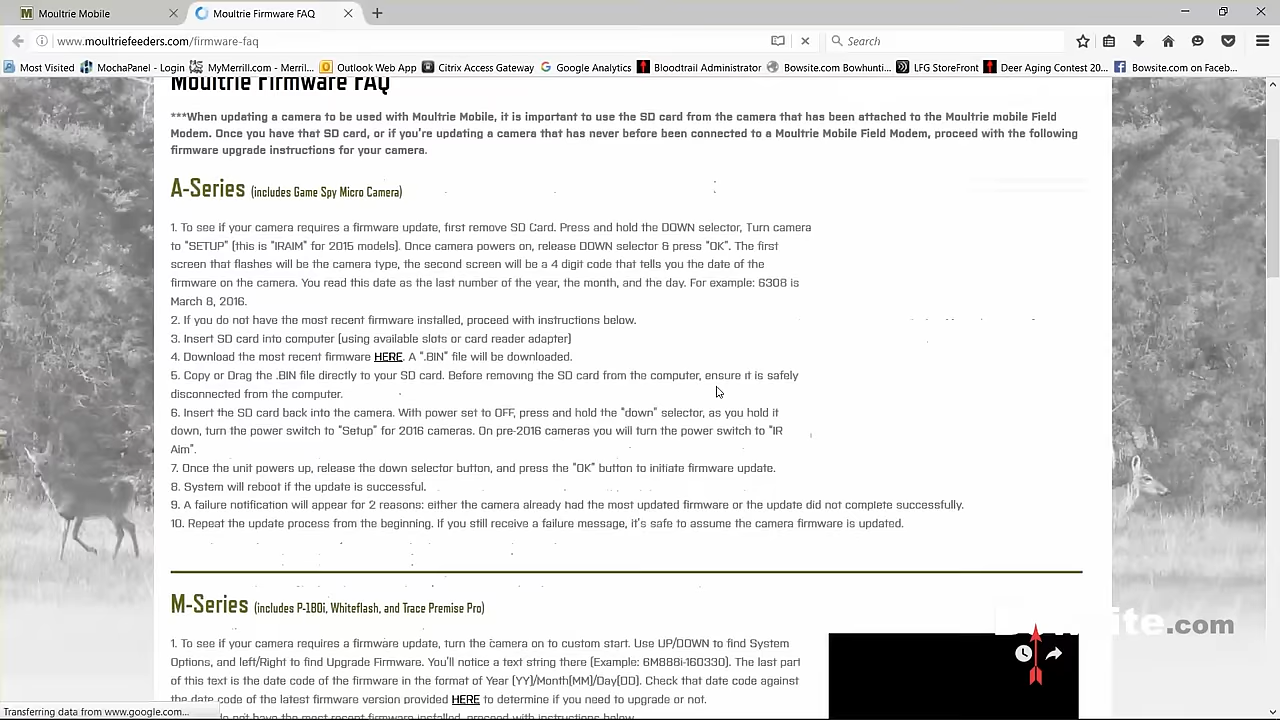 Moultrie Mobile
Moultrie Firmware FAQ
www.moultriefeeders.com/firmware-faq
Search
Most Visited
MochaPanel - Login
MyMerrill.com - Merril...
Outlook Web App
Citrix Access Gateway
Google Analytics
Bloodtrail Administrator
Bowsite.com Bowhunti...
LFG StoreFront
Deer Aging Contest 20...
Bowsite.com on Faceb...
Moultrie Firmware FAQ
***When updating a camera to be used with Moultrie Mobile, it is important to use the SD card from the camera that has been attached to the Moultrie mobile Field
Modem. Once you have that SD card, or if you're updating a camera that has never before been connected to a Moultrie Mobile Field Modem, proceed with the following
firmware upgrade instructions for your camera.
A-Series (includes Game Spy Micro Camera)
1. To see if your camera requires a firmware update, first remove SD Card. Press and hold the DOWN selector, Turn camera
to "SETUP" (this is "IRAIM" for 2015 models). Once camera powers on, release DOWN selector & press "OK". The first
screen that flashes will be the camera type, the second screen will be a 4 digit code that tells you the date of the
firmware on the camera. You read this date as the last number of the year, the month, and the day. For example: 6308 is
March 8, 2016.
2. If you do not have the most recent firmware installed, proceed with instructions below.
3. Insert SD card into computer (using available slots or card reader adapter)
4. Download the most recent firmware HERE. A ".BIN" file will be downloaded.
5. Copy or Drag the .BIN file directly to your SD card. Before removing the SD card from the computer, ensure it is safely
disconnected from the computer.
6. Insert the SD card back into the camera. With power set to OFF, press and hold the "down" selector, as you hold it
down, turn the power switch to "Setup" for 2016 cameras. On pre-2016 cameras you will turn the power switch to "IR
Aim".
7. Once the unit powers up, release the down selector button, and press the "OK" button to initiate firmware update.
8. System will reboot if the update is successful.
9. A failure notification will appear for 2 reasons: either the camera already had the most updated firmware or the update did not complete successfully.
10. Repeat the update process from the beginning. If you still receive a failure message, it's safe to assume the camera firmware is updated.
M-Series (includes P-180i, Whiteflash, and Trace Premise Pro)
1. To see if your camera requires a firmware update, turn the camera on to custom start. Use UP/DOWN to find System
Options, and left/Right to find Upgrade Firmware. You'll notice a text string there (Example: 6M888i-160330). The last part
of this text is the date code of the firmware in the format of Year (YY)/Month(MM)/Day(DD). Check that date code against
the date code of the latest firmware version provided HERE to determine if you need to upgrade or not.
do not have the most recent firmware installed, proceed with instructions below.
Transferring data from www.google.com...
.com